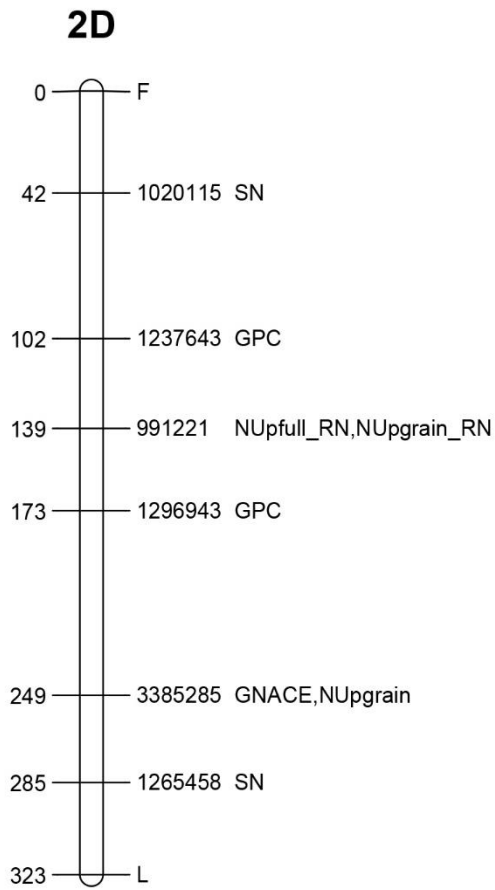 2D
0 F
42 1020115 SN
102 1237643 GPC
139 991221 NUpfull_RN,NUpgrain_RN
173 1296943 GPC
249 3385285 GNACE,NUpgrain
285 1265458 SN
323 L